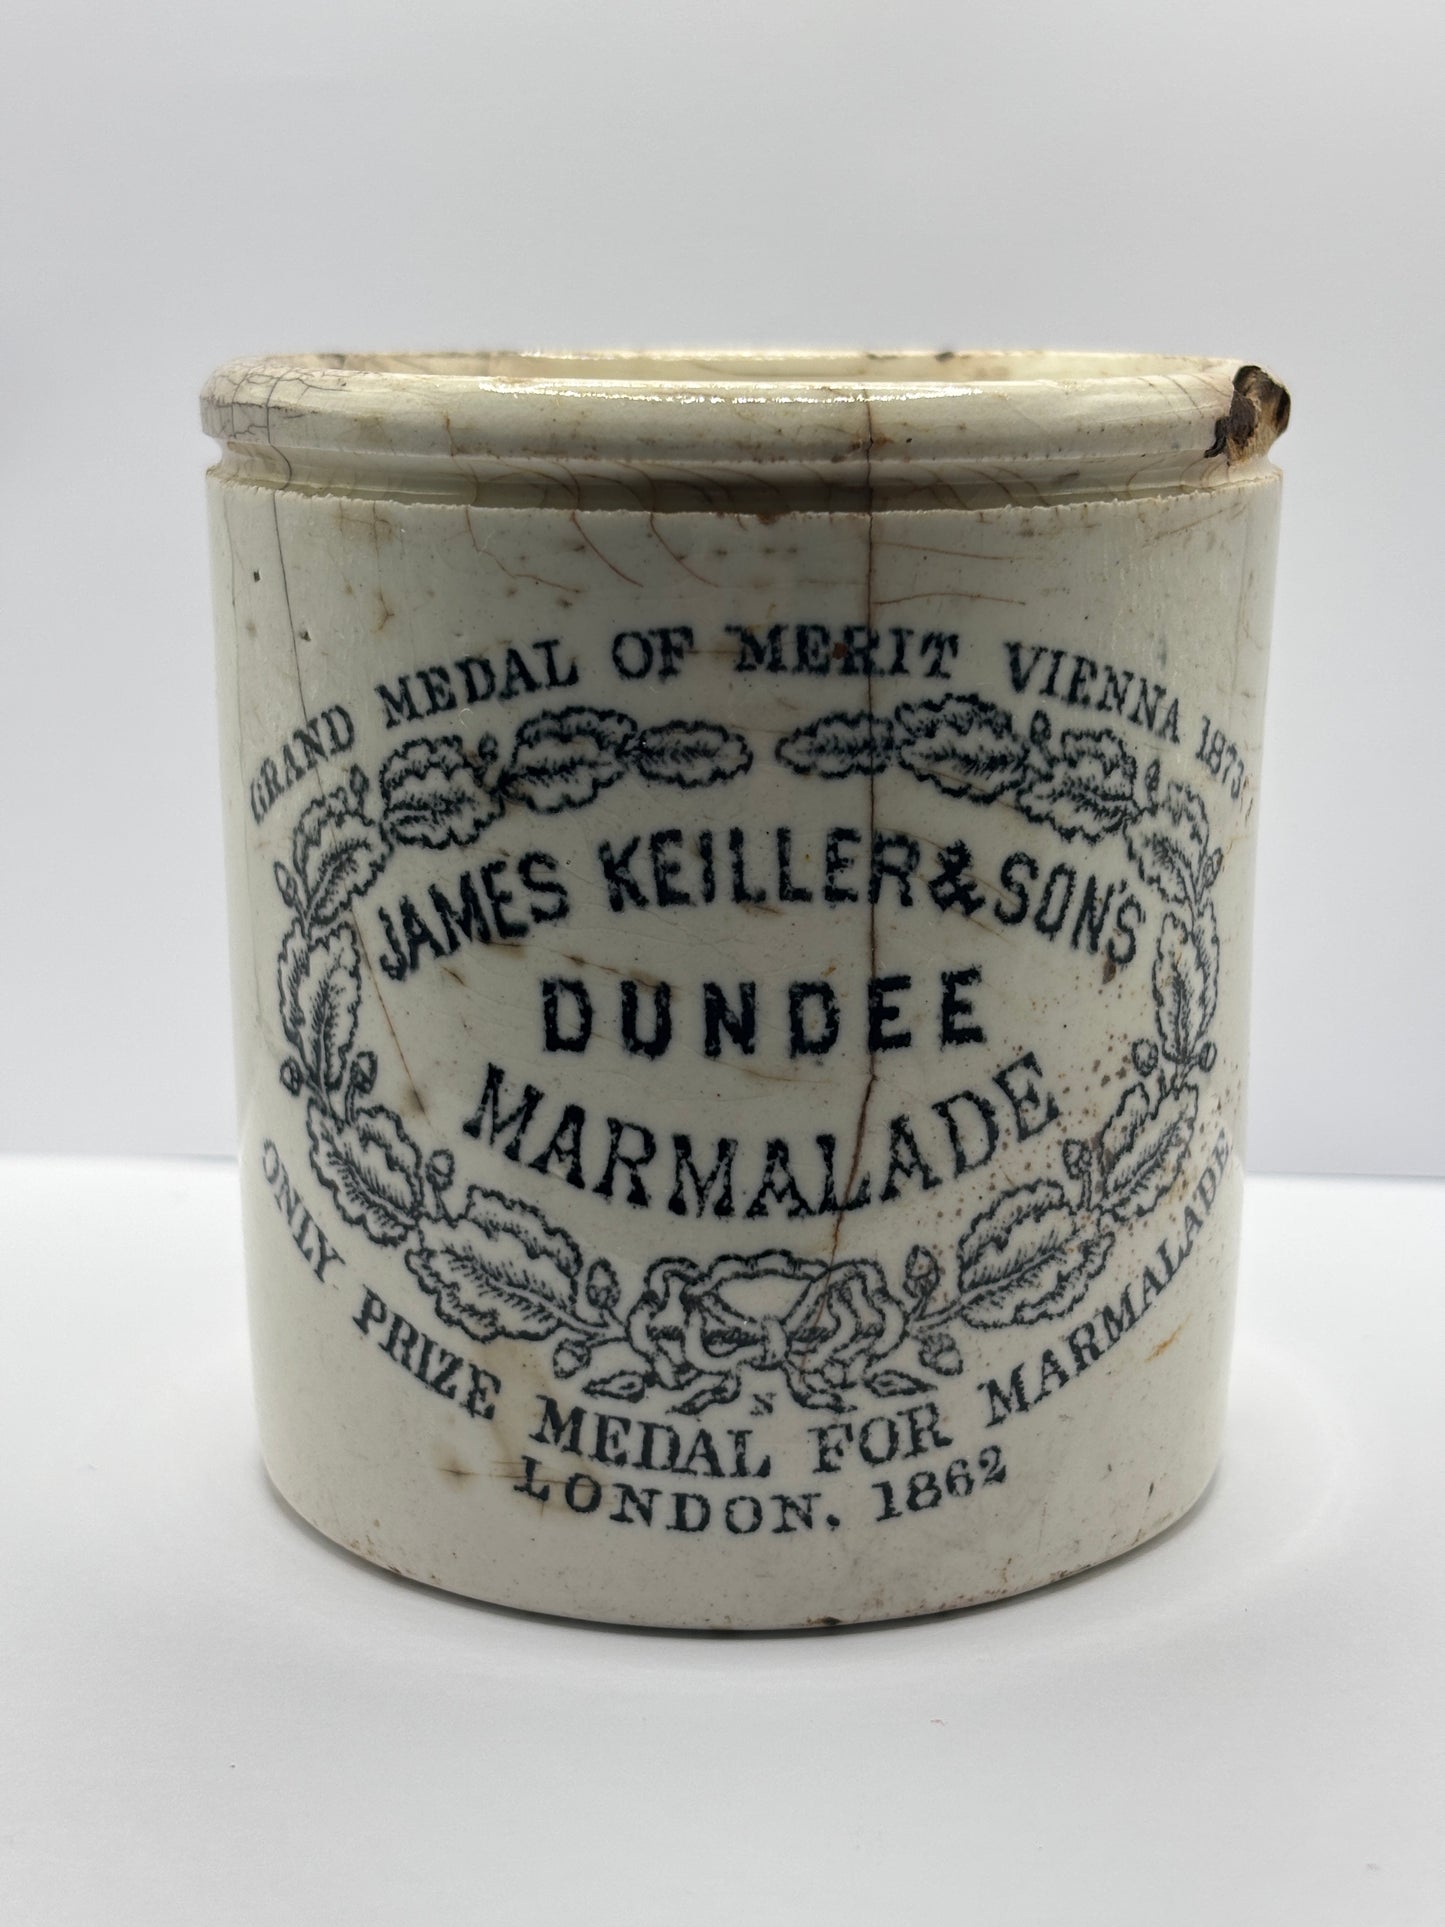 GRAND MEDAL OF MERIT VIENNA 1873.
JAMES KEILLER & SON'S
DUNDEE
MARMALADE
S
ONLY PRIZE MEDAL FOR MARMALADE
LONDON. 1862